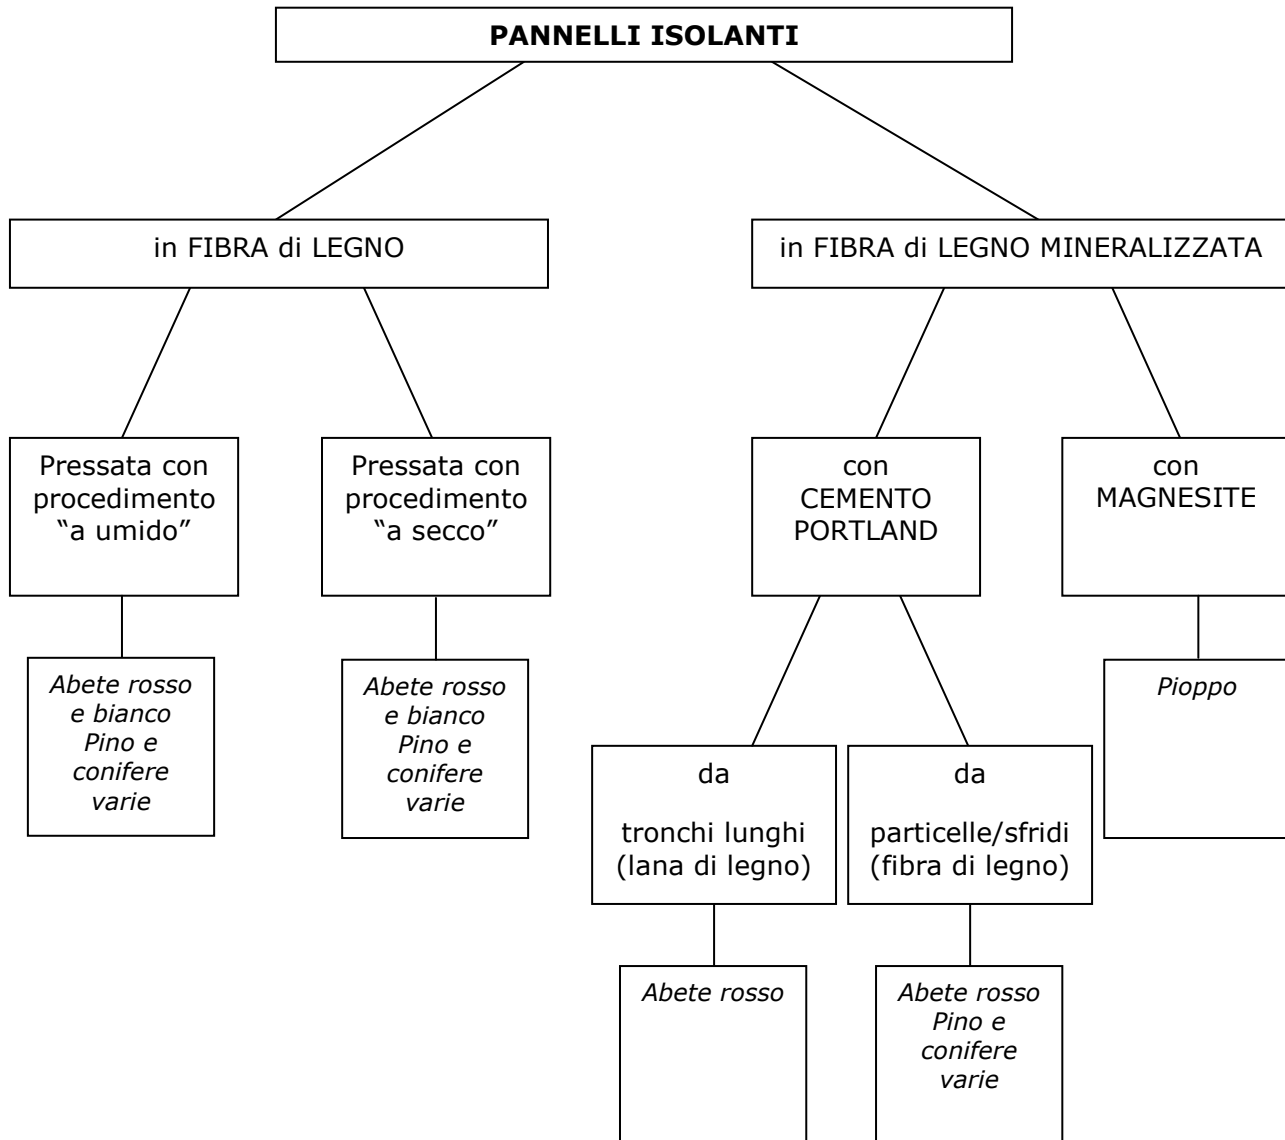 PANNELLI ISOLANTI
in FIBRA di LEGNO
in FIBRA di LEGNO MINERALIZZATA
Pressata con
procedimento
“a umido”
Pressata con
procedimento
“a secco”
con
CEMENTO
PORTLAND
con
MAGNESITE
Abete rosso
e bianco
Pino e
conifere
varie
Abete rosso
e bianco
Pino e
conifere
varie
Pioppo
da
tronchi lunghi
(lana di legno)
da
particelle/sfridi
(fibra di legno)
Abete rosso
Abete rosso
Pino e
conifere
varie